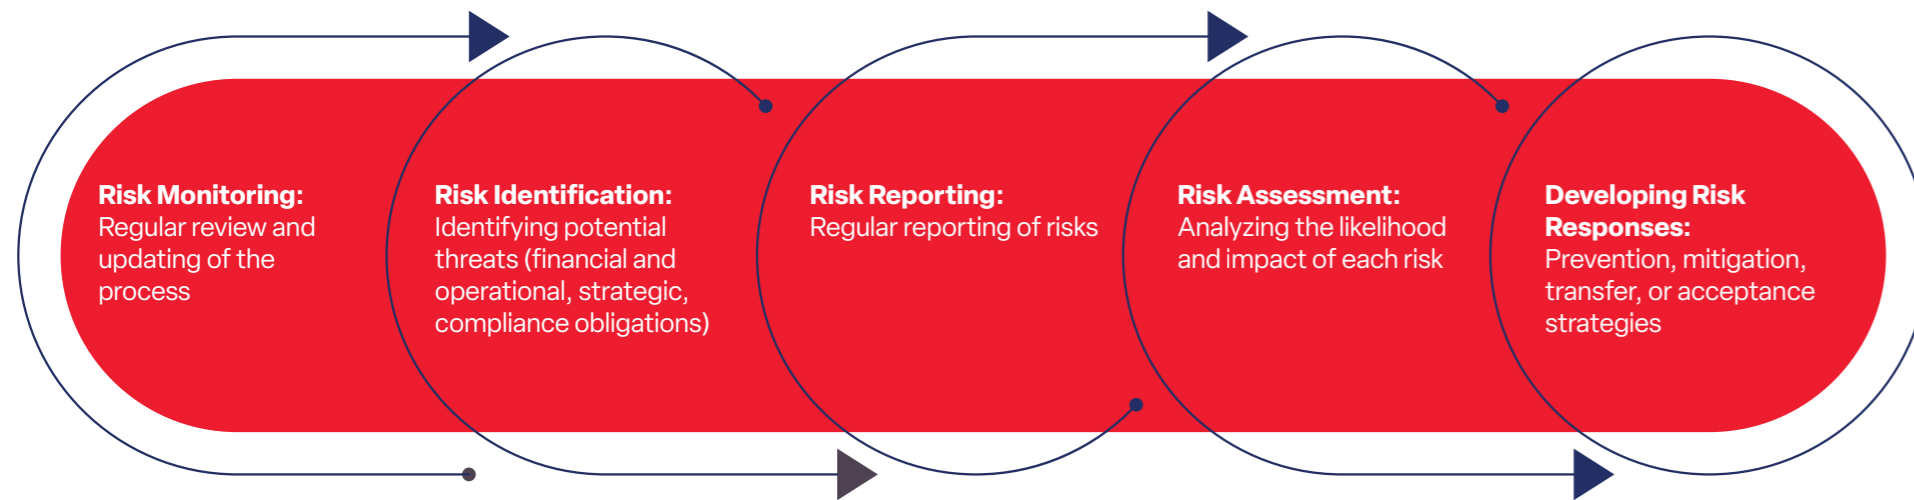 Risk Monitoring:
Regular review and
updating of the
process
Risk Identification:
Identifying potential
threats (financial and
operational, strategic,
compliance obligations)
Risk Reporting:
Regular reporting of risks
Risk Assessment:
Analyzing the likelihood
and impact of each risk
Developing Risk
Responses:
Prevention, mitigation,
transfer, or acceptance
strategies